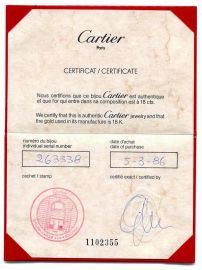 Cartier
Paris
CERTIFICAT / CERTIFICATE
Nous certifions que ce bijou Cartier est authentique
et que l'or qui entre dans sa composition est à 18 cts.
We certify that this is authentic Cartier jewelry and that
the gold used in its manufacture is 18 K.
numéro du bijou
individuel serial number
date d'achat
date of purchase
263338
5-3-86
cachet / stamp
certifié exact / certified by
1102355